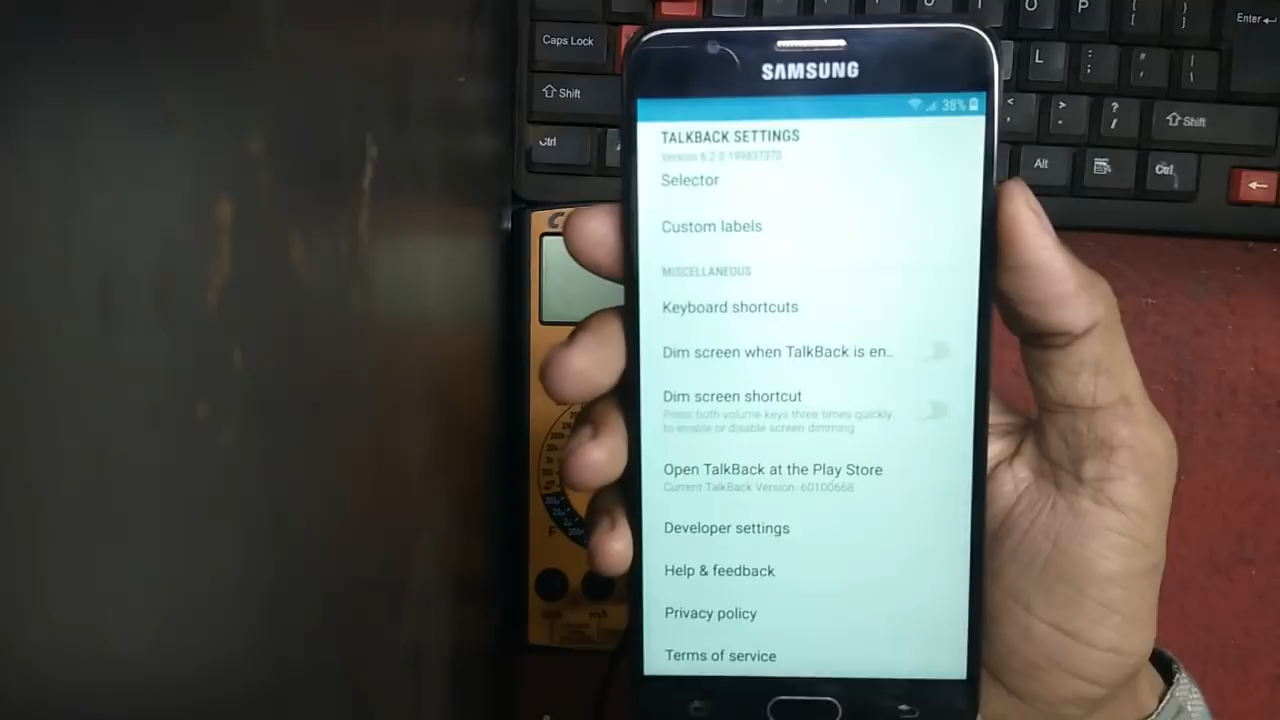 O
P
{
[
}
]
Enter
Caps Lock
L
:
;
"
'
|
\
Shift
<
>
?
/
Shift
Ctrl
Alt
Ctrl
SAMSUNG
38%
TALKBACK SETTINGS
Selector
Custom labels
MISCELLANEOUS
Keyboard shortcuts
Dim screen when TalkBack is en..
Dim screen shortcut
Press both volume keys three times quickly
to enable or disable screen dimming
Open TalkBack at the Play Store
Current TalkBack Version: 60100668
Developer settings
Help & feedback
Privacy policy
Terms of service
F
mA